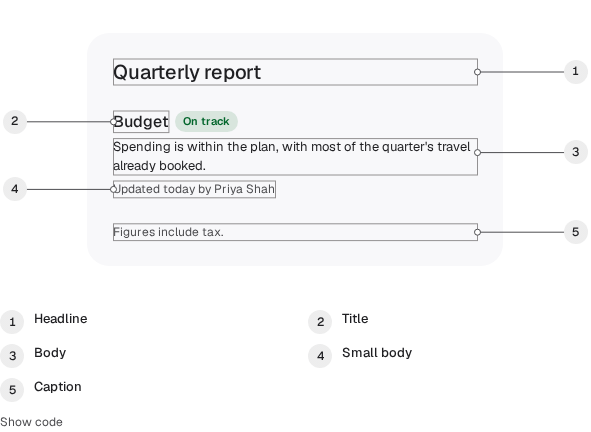 Quarterly report
1
2
Budget On track
Spending is within the plan, with most of the quarter's travel
already booked.
3
4
Updated today by Priya Shah
Figures include tax.
5
1 Headline
2 Title
3 Body
4 Small body
5 Caption
Show code